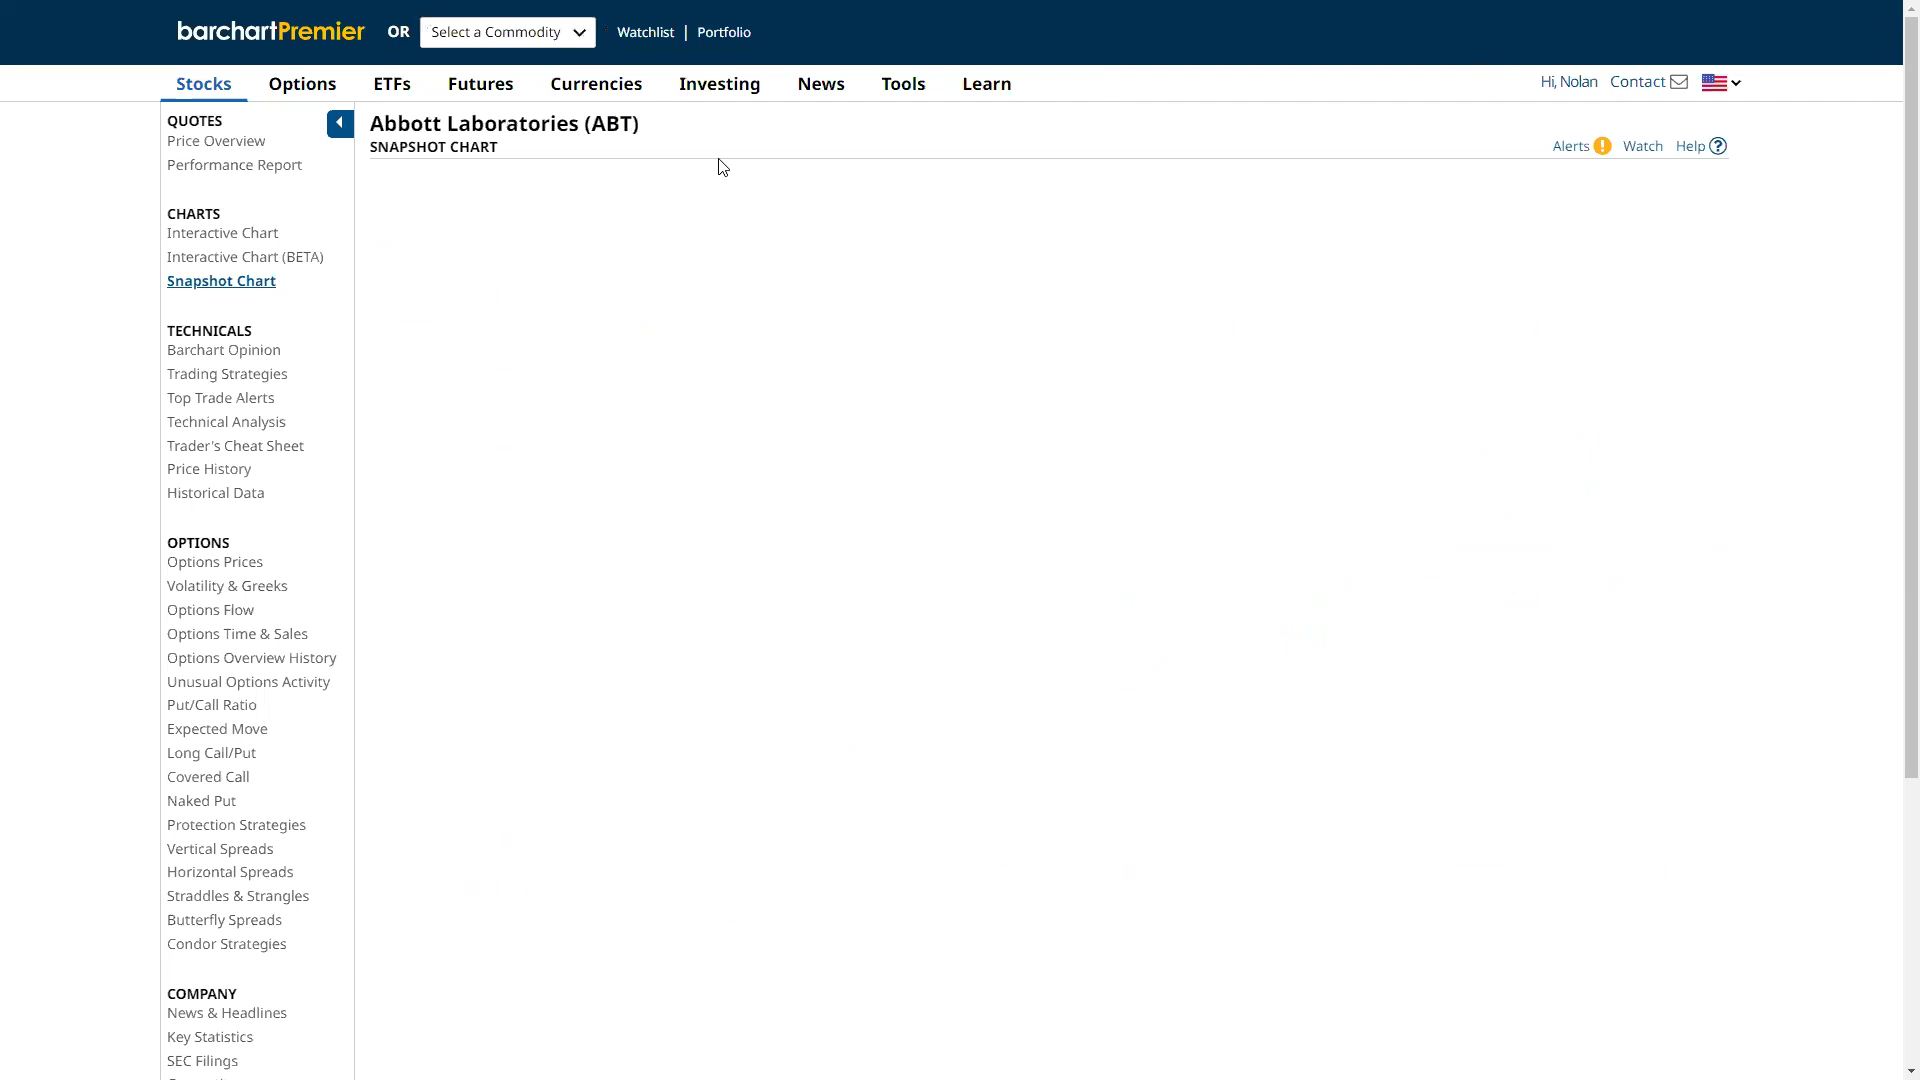 barchartPremier OR Select a Commodity Watchlist | Portfolio
Stocks Options ETFs Futures Currencies Investing News Tools Learn Hi, Nolan Contact
QUOTES
Price Overview
Performance Report
CHARTS
Interactive Chart
Interactive Chart (BETA)
Snapshot Chart
TECHNICALS
Barchart Opinion
Trading Strategies
Top Trade Alerts
Technical Analysis
Trader's Cheat Sheet
Price History
Historical Data
OPTIONS
Options Prices
Volatility & Greeks
Options Flow
Options Time & Sales
Options Overview History
Unusual Options Activity
Put/Call Ratio
Expected Move
Long Call/Put
Covered Call
Naked Put
Protection Strategies
Vertical Spreads
Horizontal Spreads
Straddles & Strangles
Butterfly Spreads
Condor Strategies
COMPANY
News & Headlines
Key Statistics
SEC Filings
Abbott Laboratories (ABT)
SNAPSHOT CHART
Alerts ! Watch Help ?